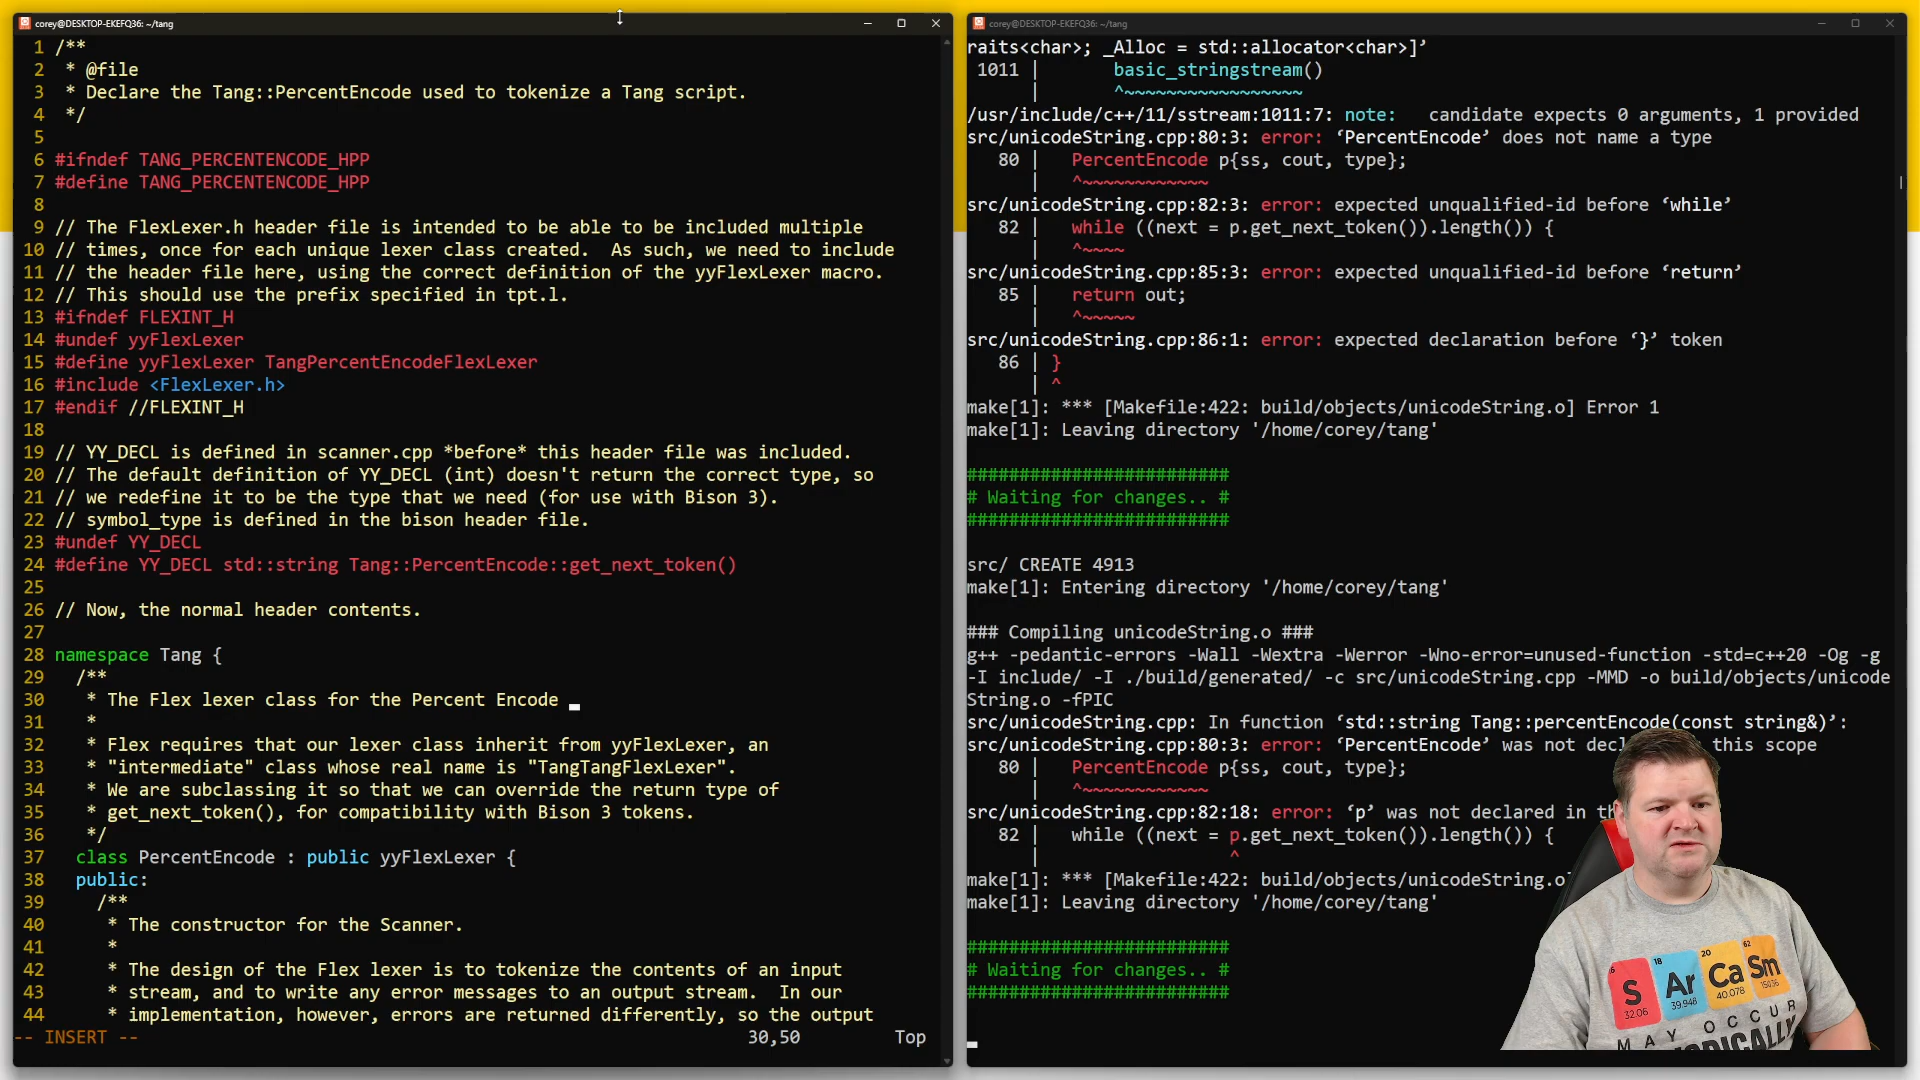 corey@DESKTOP-EKEFQ36: ~/tang
1 /**
2  * @file
3  * Declare the Tang::PercentEncode used to tokenize a Tang script.
4  */
5
6 #ifndef TANG_PERCENTENCODE_HPP
7 #define TANG_PERCENTENCODE_HPP
8
9 // The FlexLexer.h header file is intended to be able to be included multiple
10 // times, once for each unique lexer class created.  As such, we need to include
11 // the header file here, using the correct definition of the yyFlexLexer macro.
12 // This should use the prefix specified in tpt.l.
13 #ifndef FLEXINT_H
14 #undef yyFlexLexer
15 #define yyFlexLexer TangPercentEncodeFlexLexer
16 #include <FlexLexer.h>
17 #endif //FLEXINT_H
18
19 // YY_DECL is defined in scanner.cpp *before* this header file was included.
20 // The default definition of YY_DECL (int) doesn't return the correct type, so
21 // we redefine it to be the type that we need (for use with Bison 3).
22 // symbol_type is defined in the bison header file.
23 #undef YY_DECL
24 #define YY_DECL std::string Tang::PercentEncode::get_next_token()
25
26 // Now, the normal header contents.
27
28 namespace Tang {
29   /**
30    * The Flex lexer class for the Percent Encode
31    *
32    * Flex requires that our lexer class inherit from yyFlexLexer, an
33    * "intermediate" class whose real name is "TangTangFlexLexer".
34    * We are subclassing it so that we can override the return type of
35    * get_next_token(), for compatibility with Bison 3 tokens.
36    */
37   class PercentEncode : public yyFlexLexer {
38   public:
39     /**
40      * The constructor for the Scanner.
41      *
42      * The design of the Flex lexer is to tokenize the contents of an input
43      * stream, and to write any error messages to an output stream.  In our
44      * implementation, however, errors are returned differently, so the output
-- INSERT -- 30,50 Top
corey@DESKTOP-EKEFQ36: ~/tang
raits<char>; _Alloc = std::allocator<char>]’
1011 |       basic_stringstream()
|       ^~~~~~~~~~~~~~~~~~
/usr/include/c++/11/sstream:1011:7: note:   candidate expects 0 arguments, 1 provided
src/unicodeString.cpp:80:3: error: ‘PercentEncode’ does not name a type
80 |   PercentEncode p{ss, cout, type};
|   ^~~~~~~~~~~~~
src/unicodeString.cpp:82:3: error: expected unqualified-id before ‘while’
82 |   while ((next = p.get_next_token()).length()) {
|   ^~~~~
src/unicodeString.cpp:85:3: error: expected unqualified-id before ‘return’
85 |   return out;
|   ^~~~~~
src/unicodeString.cpp:86:1: error: expected declaration before ‘}’ token
86 | }
| ^
make[1]: *** [Makefile:422: build/objects/unicodeString.o] Error 1
make[1]: Leaving directory '/home/corey/tang'
#########################
# Waiting for changes.. #
#########################
src/ CREATE 4913
make[1]: Entering directory '/home/corey/tang'
### Compiling unicodeString.o ###
g++ -pedantic-errors -Wall -Wextra -Werror -Wno-error=unused-function -std=c++20 -Og -g
-I include/ -I ./build/generated/ -c src/unicodeString.cpp -MMD -o build/objects/unicode
String.o -fPIC
src/unicodeString.cpp: In function ‘std::string Tang::percentEncode(const string&)’:
src/unicodeString.cpp:80:3: error: ‘PercentEncode’ was not this scope
80 |   PercentEncode p{ss, cout, type};
|   ^~~~~~~~~~~~~
src/unicodeString.cpp:82:18: error: ‘p’ was not declared in
82 |   while ((next = p.get_next_token()).length()) {
|                  ^
make[1]: *** [Makefile:422: build/objects/unicodeString.o
make[1]: Leaving directory '/home/corey/tang'
#########################
# Waiting for changes.. #
#########################
S Ar Ca Sm
32.06 18 39.948 20 40.078 62
MAY OCCUR